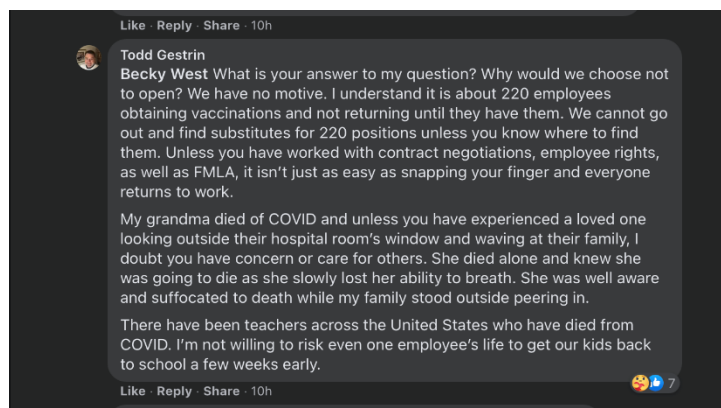 Like · Reply · Share · 10h
Todd Gestrin
Becky West What is your answer to my question? Why would we choose not
to open? We have no motive. I understand it is about 220 employees
obtaining vaccinations and not returning until they have them. We cannot go
out and find substitutes for 220 positions unless you know where to find
them. Unless you have worked with contract negotiations, employee rights,
as well as FMLA, it isn't just as easy as snapping your finger and everyone
returns to work.
My grandma died of COVID and unless you have experienced a loved one
looking outside their hospital room's window and waving at their family, I
doubt you have concern or care for others. She died alone and knew she
was going to die as she slowly lost her ability to breath. She was well aware
and suffocated to death while my family stood outside peering in.
There have been teachers across the United States who have died from
COVID. I'm not willing to risk even one employee's life to get our kids back
to school a few weeks early.
7
Like · Reply · Share · 10h